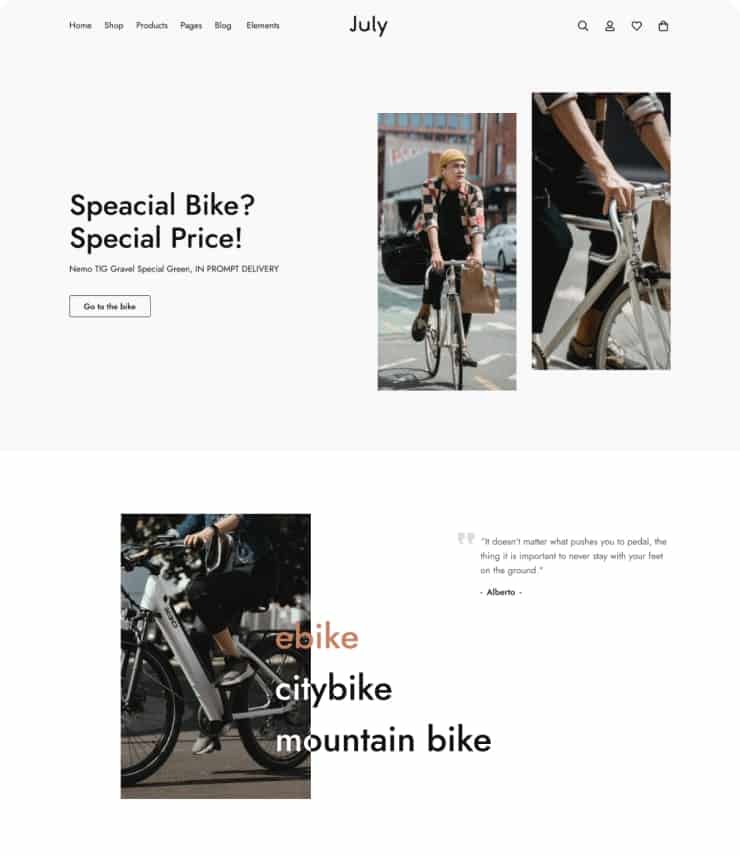 Home Shop Products Pages Blog Elements
July
Speacial Bike?
Special Price!
Nemo TIG Gravel Special Green, IN PROMPT DELIVERY
Go to the bike
"It doesn't matter what pushes you to pedal, the
thing it is important to never stay with your feet
on the ground."
- Alberto -
ebike
citybike
mountain bike